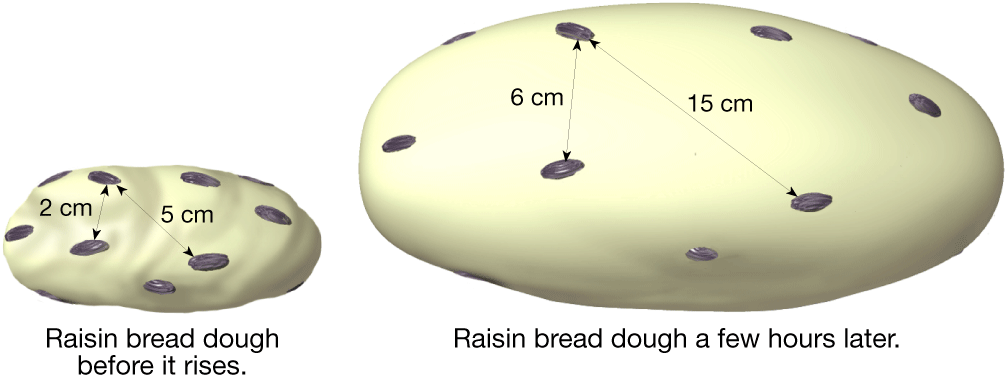 2 cm
5 cm
Raisin bread dough
before it rises.
6 cm
15 cm
Raisin bread dough a few hours later.